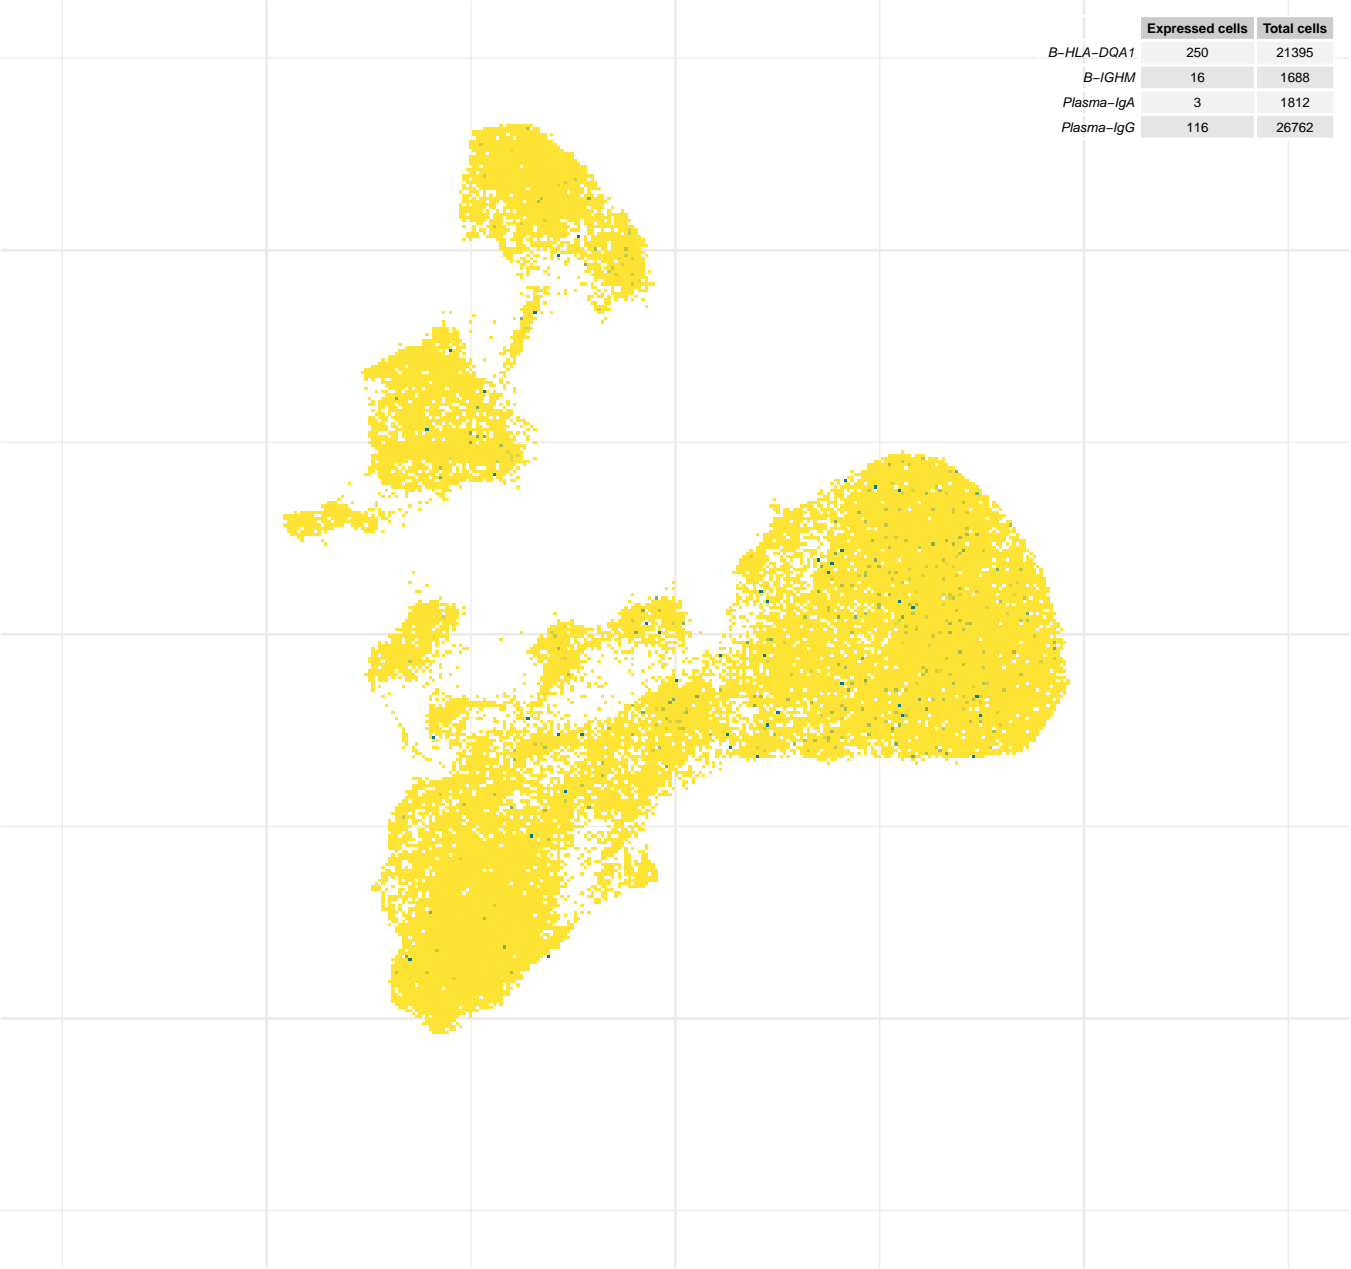 Expressed cells Total cells
B−HLA−DQA1 250 21395
B−IGHM 16 1688
Plasma−IgA 3 1812
Plasma−IgG 116 26762